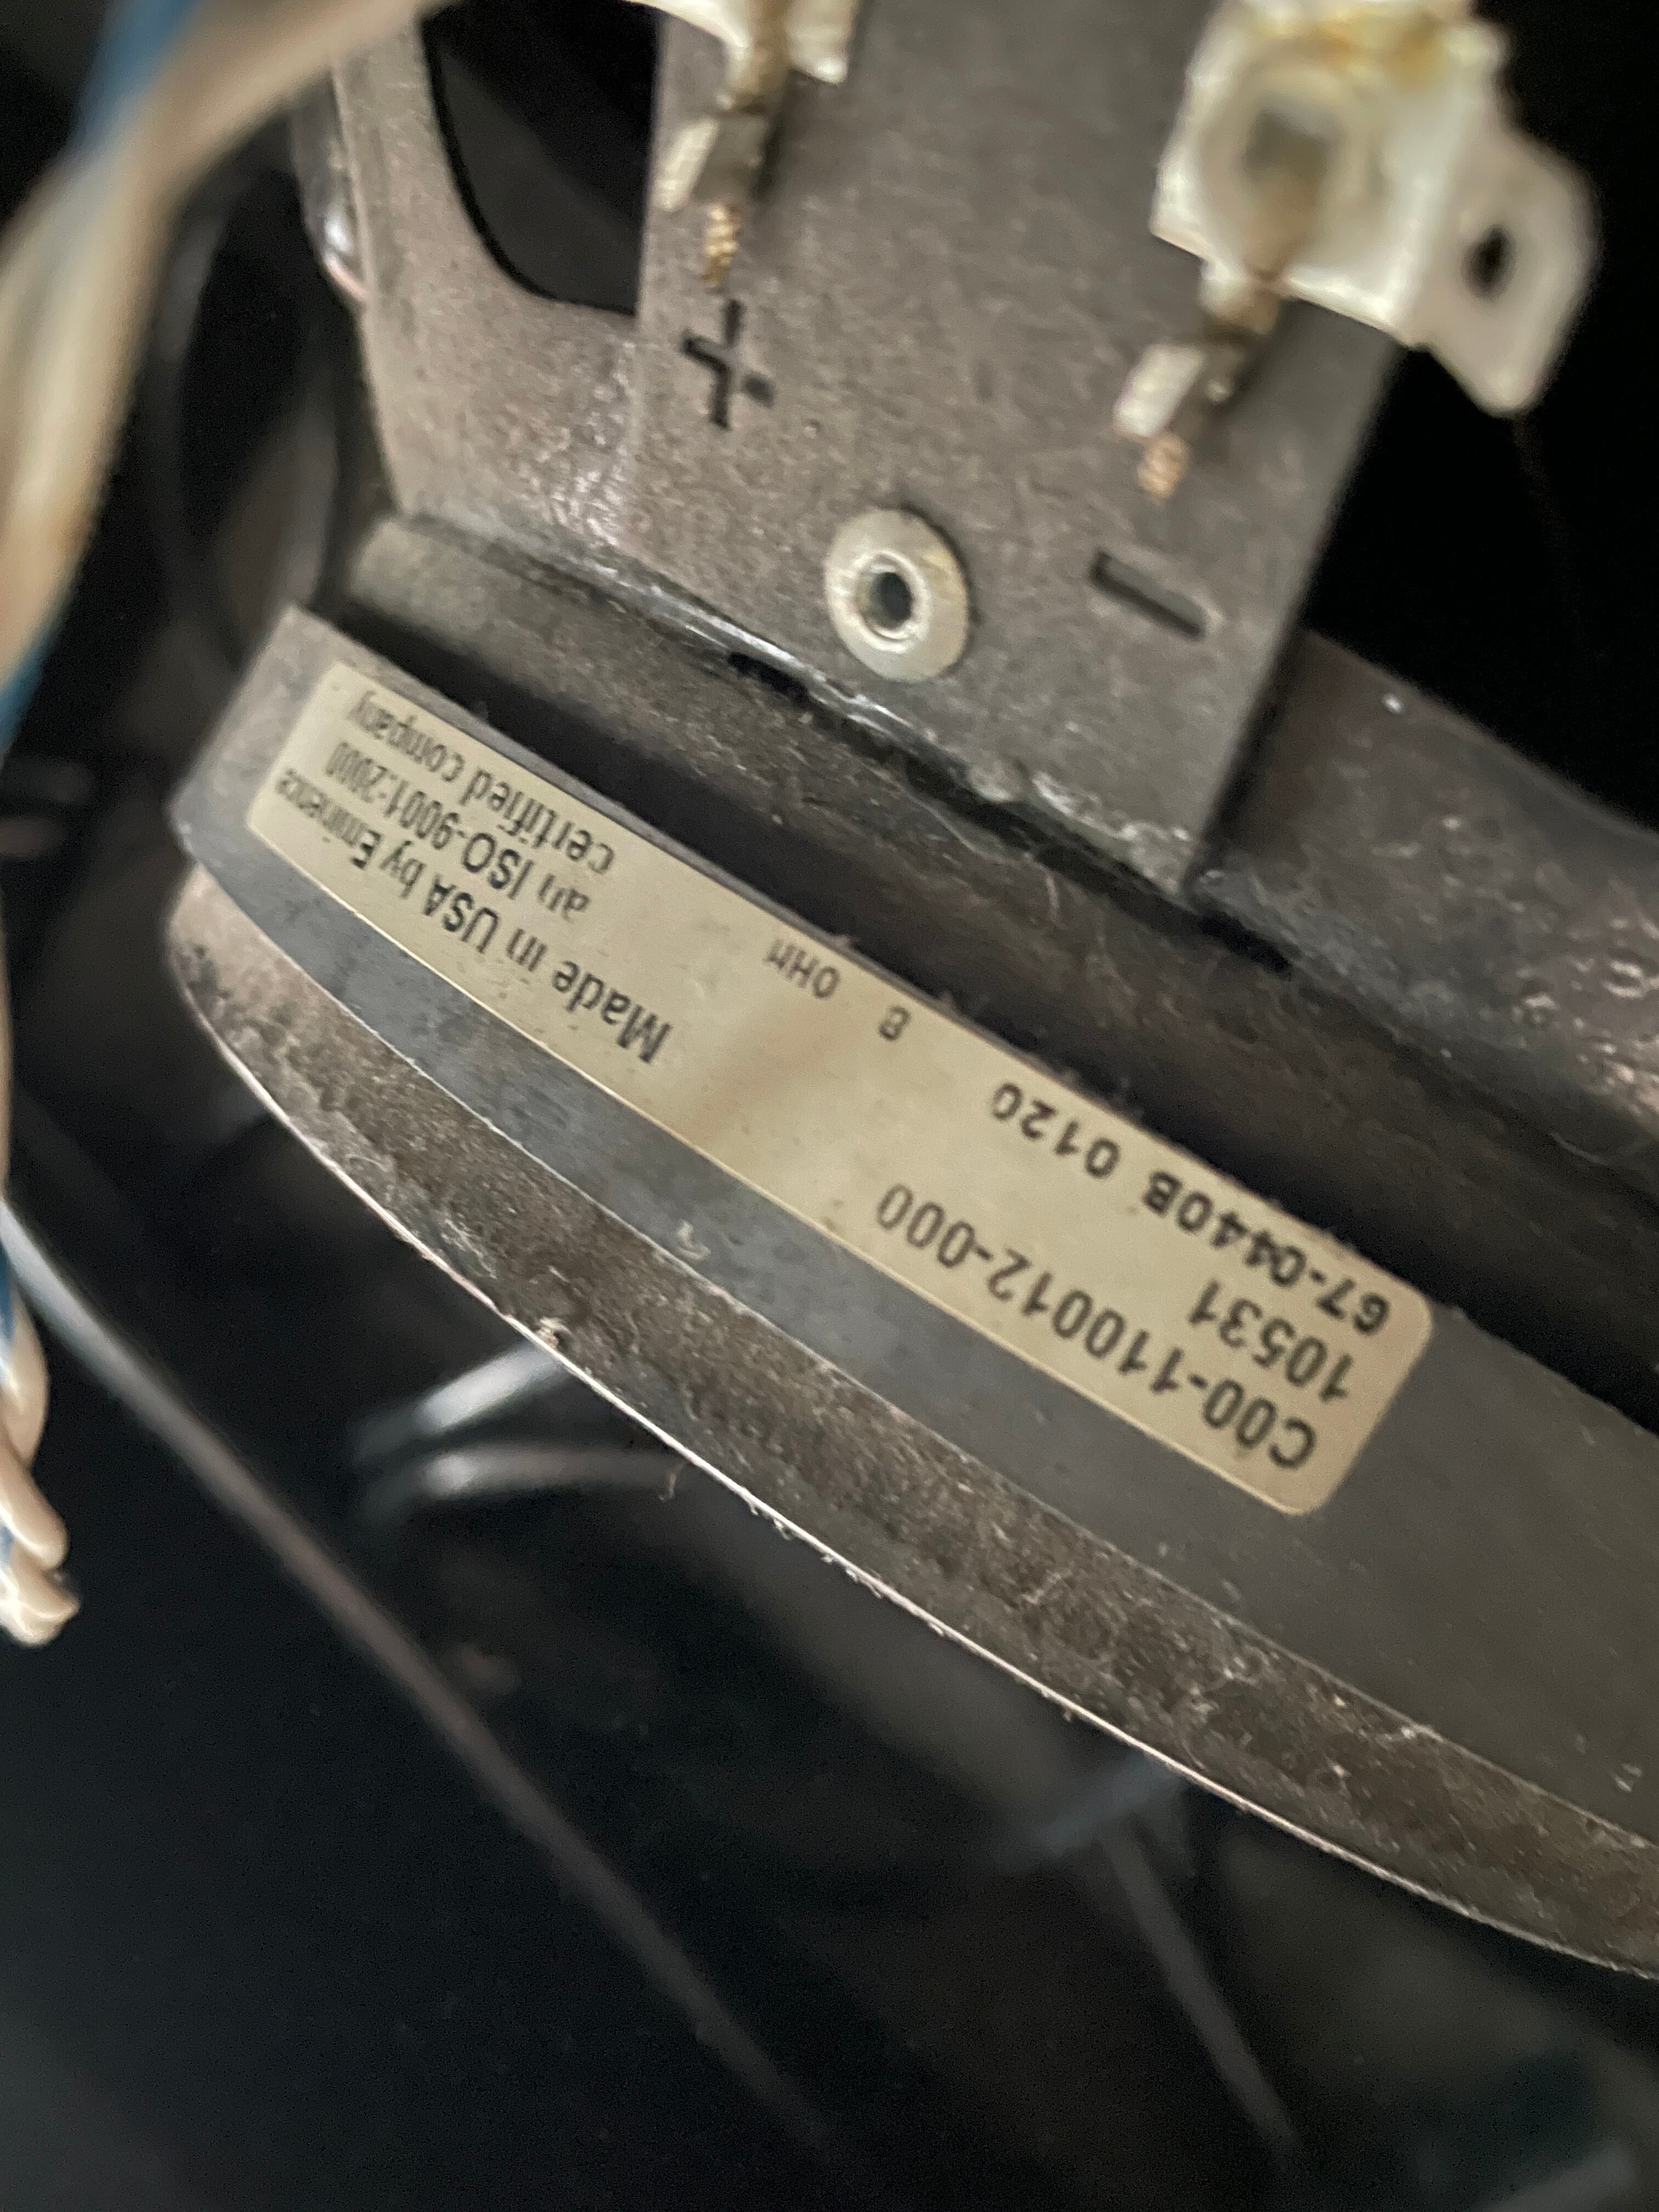 +
−
C00-1100012-000
10531
67-0440B 0120
8 OHM
Made in USA by Eminence
an ISO-9001:2000
certified company